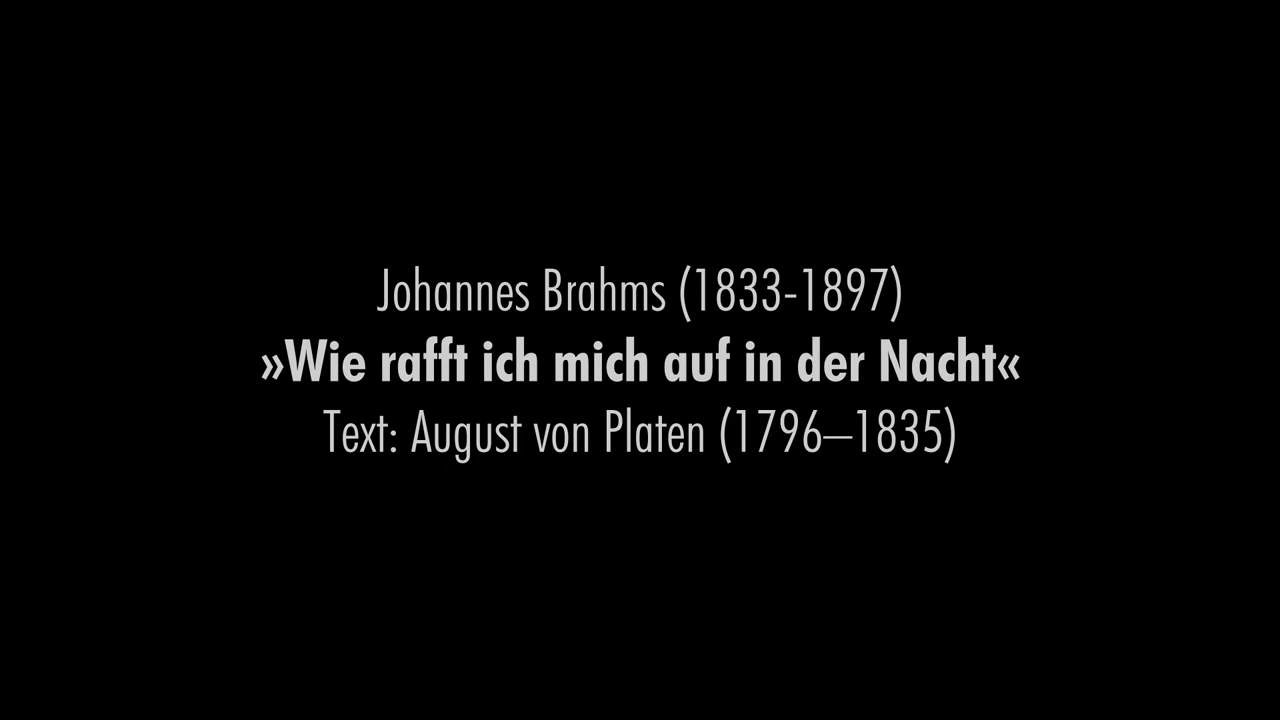 Johannes Brahms (1833-1897)
»Wie rafft ich mich auf in der Nacht«
Text: August von Platen (1796–1835)